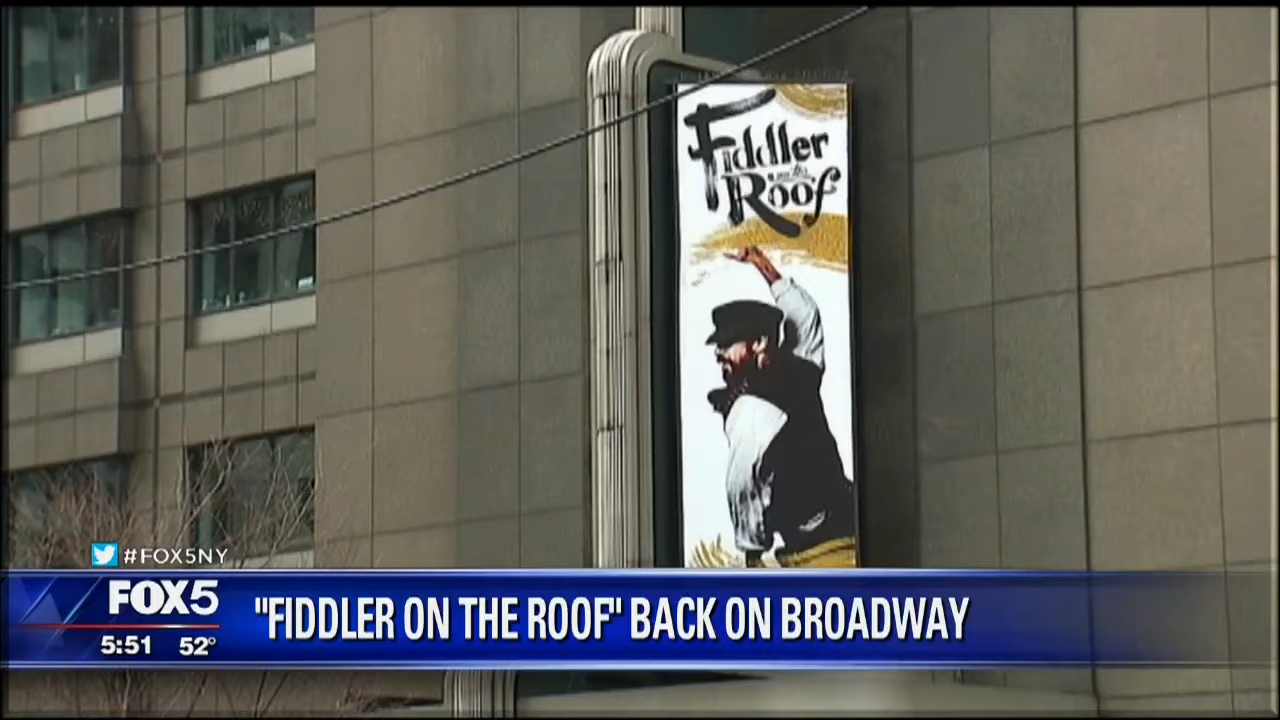 Fiddler
on the
Roof
#FOX5NY
FOX5
5:51 52°
"FIDDLER ON THE ROOF" BACK ON BROADWAY